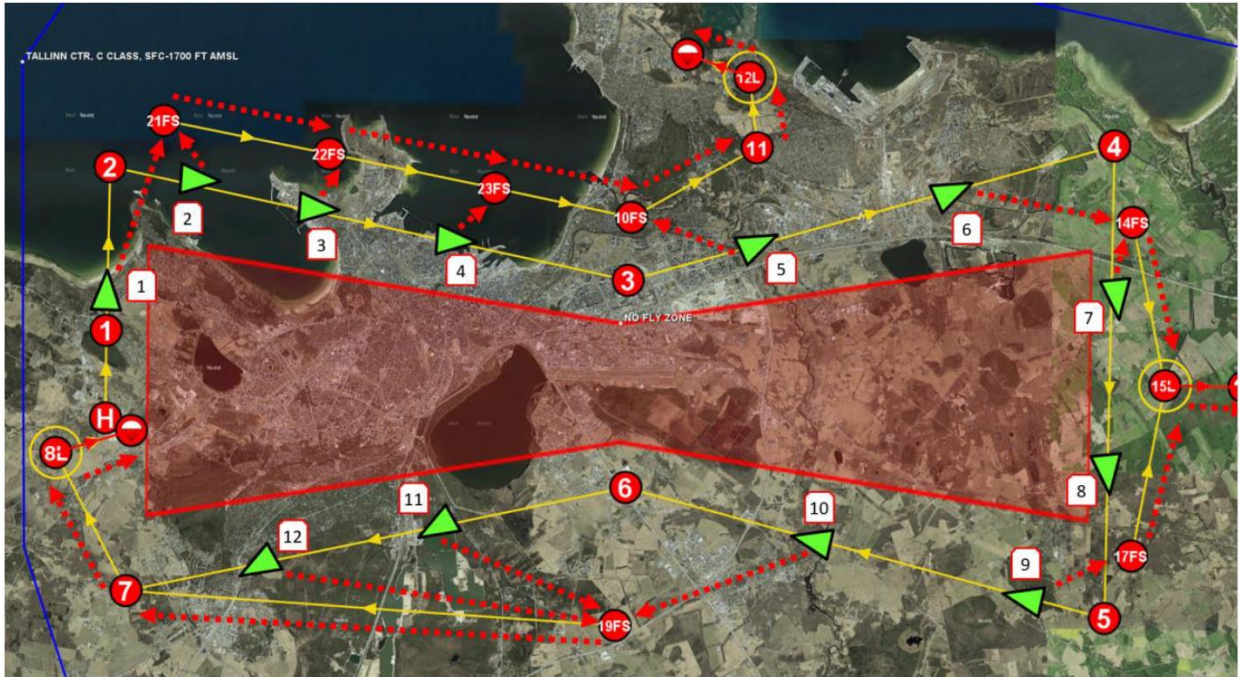 TALLINN CTR, C CLASS, SFC-1700 FT AMSL
12L
21FS
2
22FS
11
4
23FS
10FS
14FS
2
3
6
4
5
3
1
7
1
NO FLY ZONE
15L
H
8L
6
8
11
10
12
9
17FS
7
5
19FS